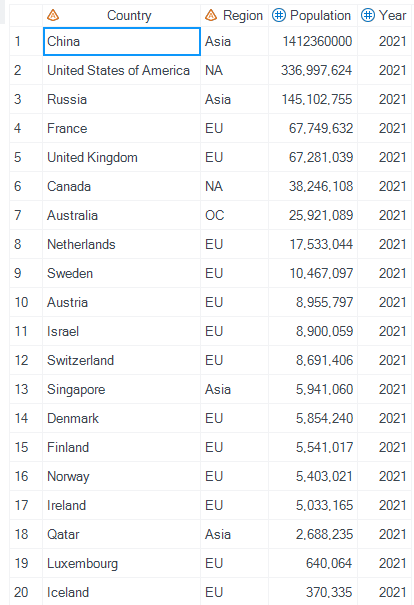 Country Region Population Year
1 China Asia 1412360000 2021
2 United States of America NA 336,997,624 2021
3 Russia Asia 145,102,755 2021
4 France EU 67,749,632 2021
5 United Kingdom EU 67,281,039 2021
6 Canada NA 38,246,108 2021
7 Australia OC 25,921,089 2021
8 Netherlands EU 17,533,044 2021
9 Sweden EU 10,467,097 2021
10 Austria EU 8,955,797 2021
11 Israel EU 8,900,059 2021
12 Switzerland EU 8,691,406 2021
13 Singapore Asia 5,941,060 2021
14 Denmark EU 5,854,240 2021
15 Finland EU 5,541,017 2021
16 Norway EU 5,403,021 2021
17 Ireland EU 5,033,165 2021
18 Qatar Asia 2,688,235 2021
19 Luxembourg EU 640,064 2021
20 Iceland EU 370,335 2021